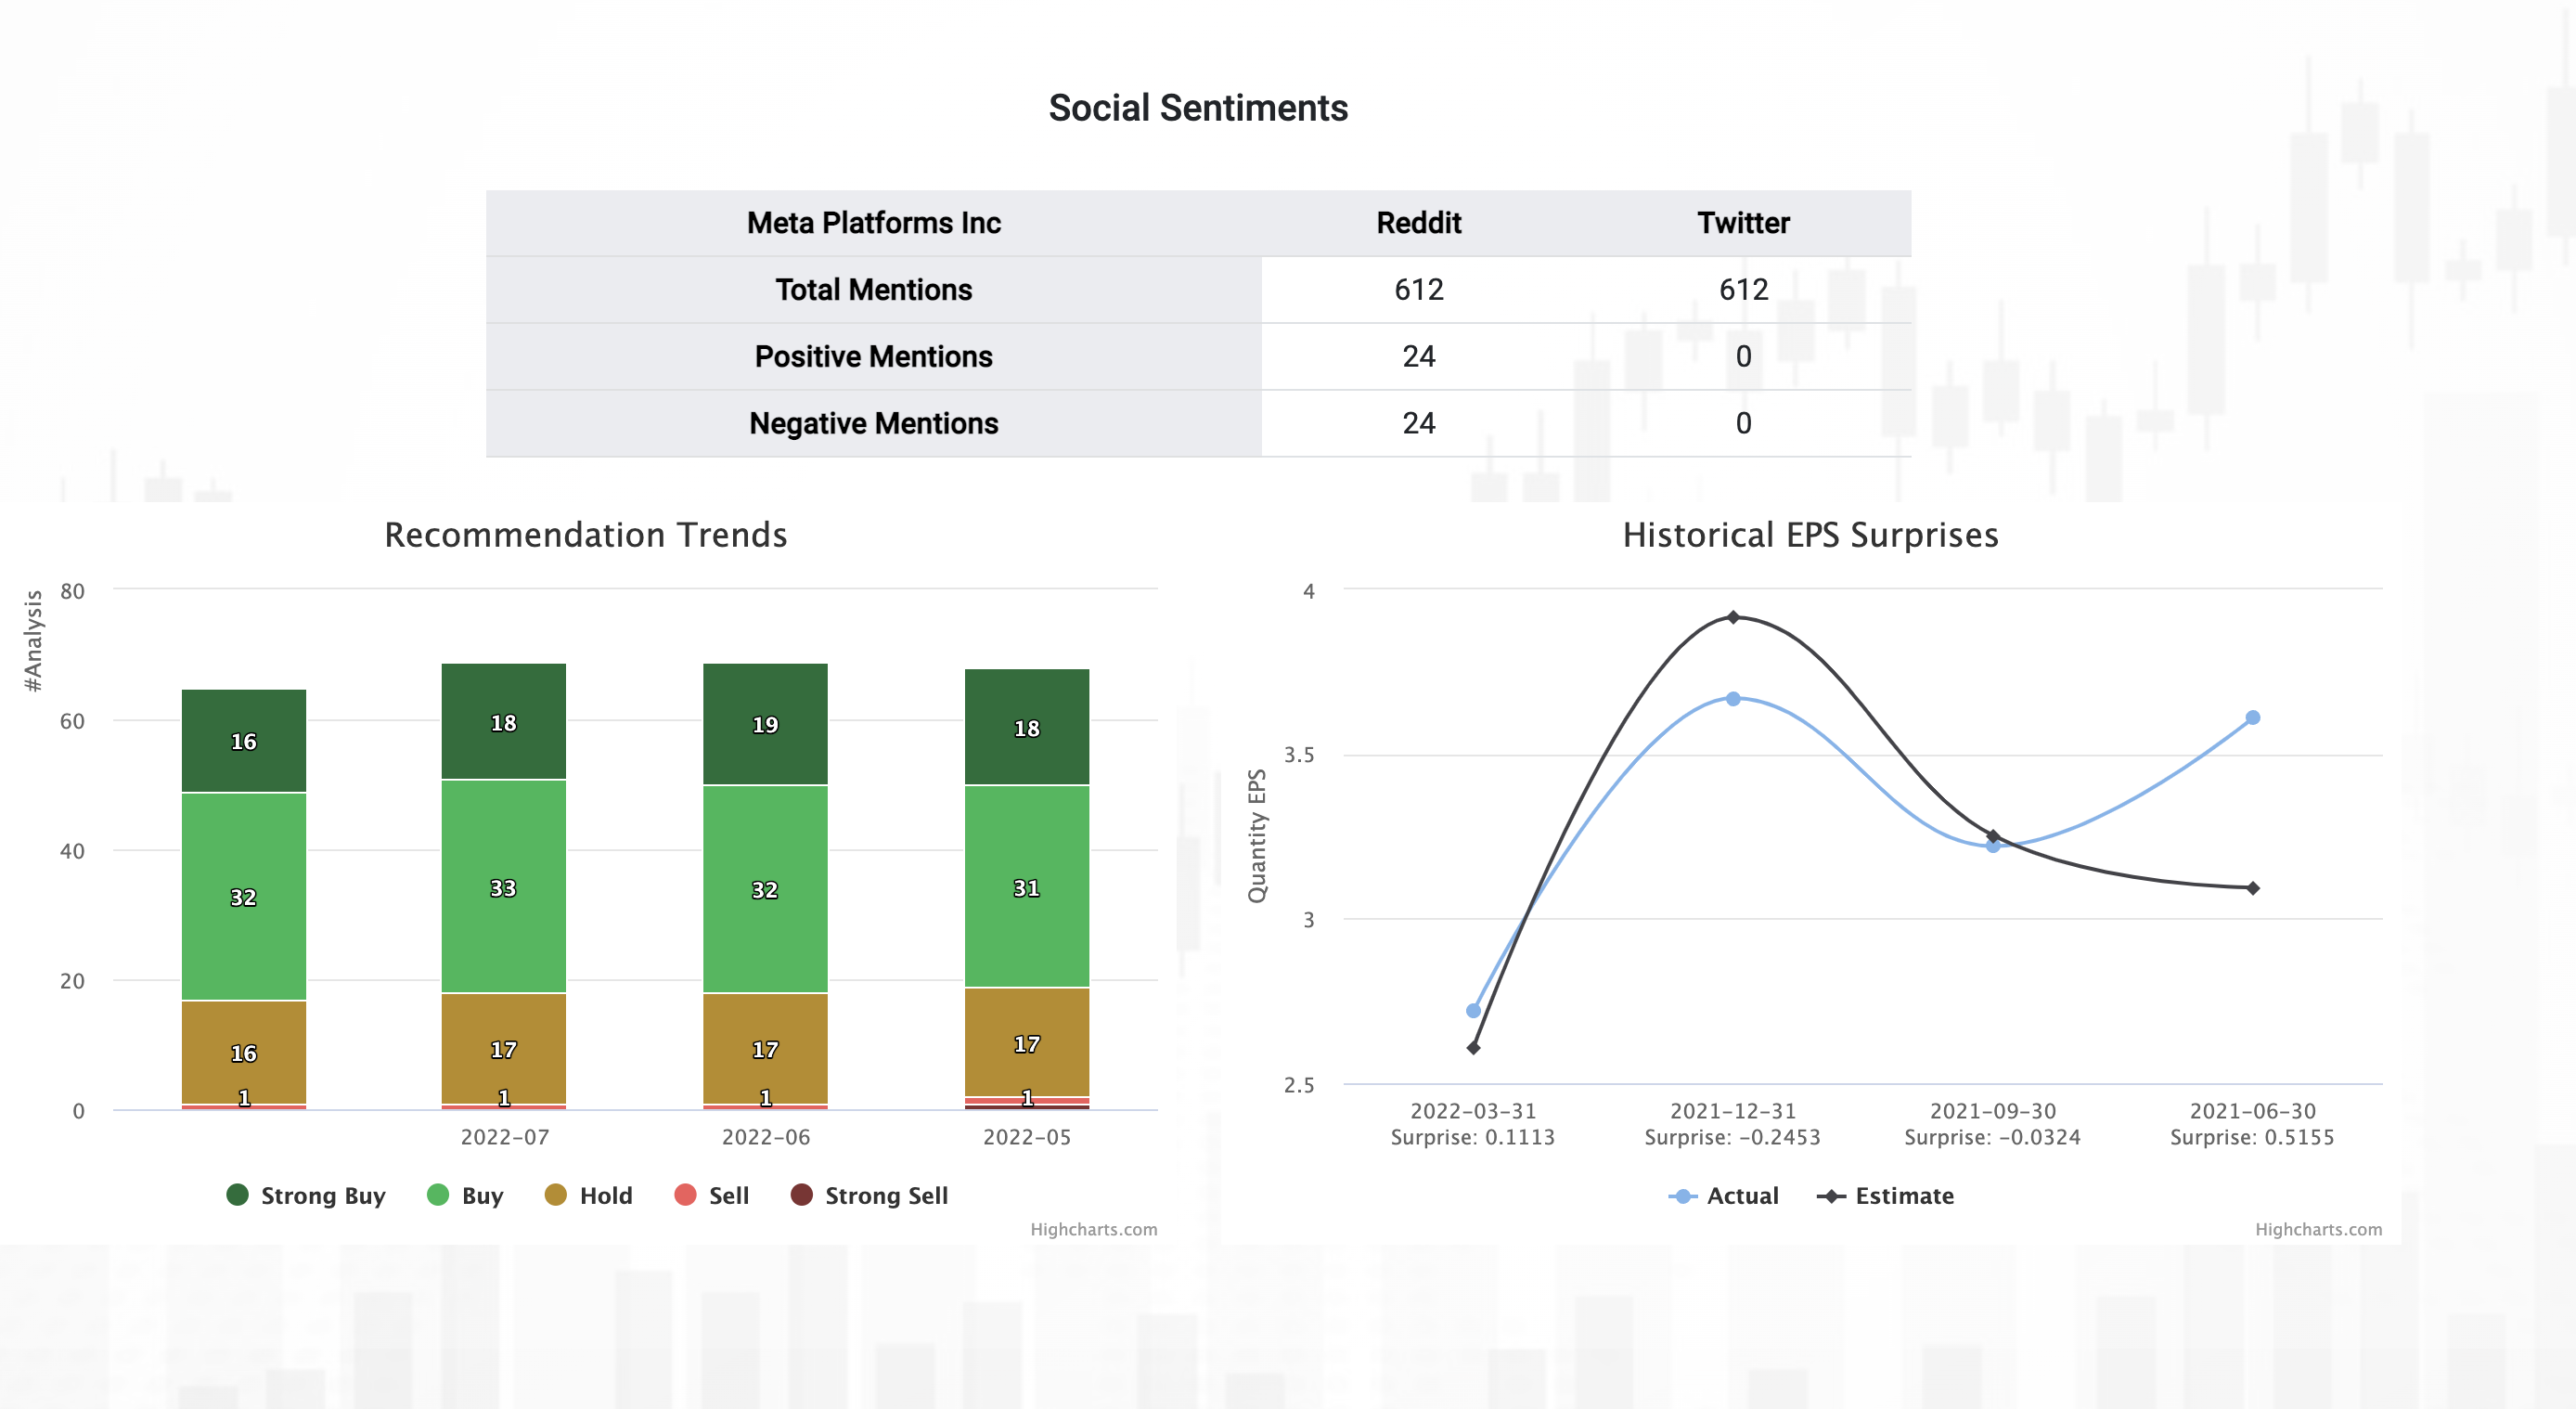 Social Sentiments
Meta Platforms Inc Reddit Twitter
Total Mentions 612 612
Positive Mentions 24 0
Negative Mentions 24 0
Recommendation Trends
#Analysis
80
60
40
20
0
16
32
16
1
18
33
17
1
19
32
17
1
18
31
17
1
2022-07 2022-06 2022-05
Strong Buy Buy Hold Sell Strong Sell
Highcharts.com
Historical EPS Surprises
Quantity EPS
4
3.5
3
2.5
2022-03-31 2021-12-31 2021-09-30 2021-06-30
Surprise: 0.1113 Surprise: -0.2453 Surprise: -0.0324 Surprise: 0.5155
Actual Estimate
Highcharts.com